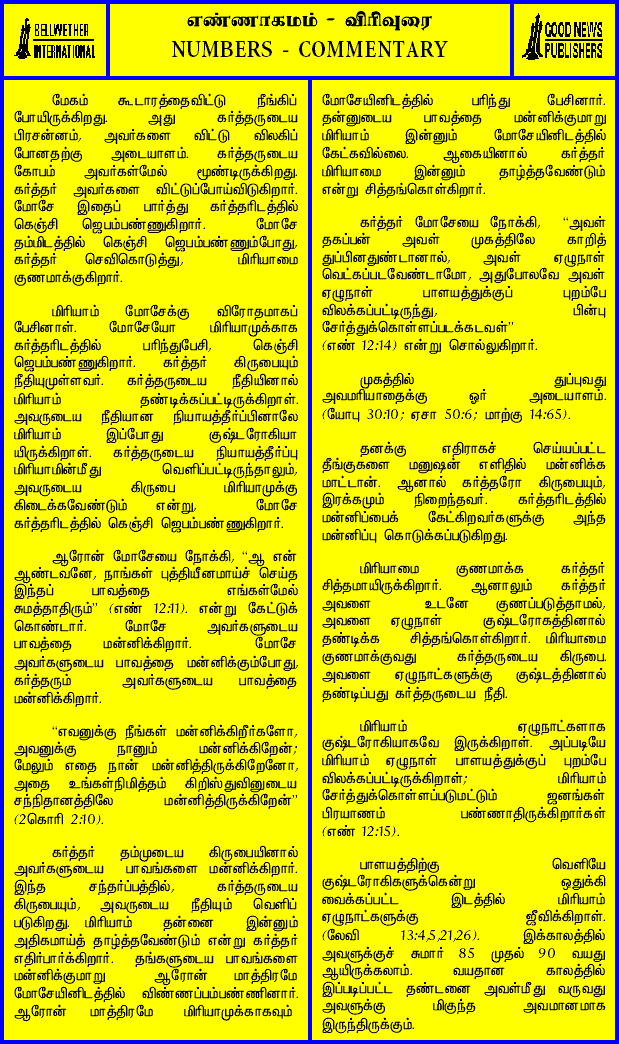 BELLWETHER
INTERNATIONAL
எண்ணாகமம் - விரிவுரை
NUMBERS - COMMENTARY
GOOD NEWS
PUBLISHERS
மேகம் கூடாரத்தைவிட்டு நீங்கிப்
போயிருக்கிறது. அது கர்த்தருடைய
பிரசன்னம், அவர்களை விட்டு விலகிப்
போனதற்கு அடையாளம். கர்த்தருடைய
கோபம் அவர்கள்மேல் மூண்டிருக்கிறது.
கர்த்தர் அவர்களை விட்டுப்போய்விடுகிறார்.
மோசே இதைப் பார்த்து கர்த்தரிடத்தில்
கெஞ்சி ஜெபம்பண்ணுகிறார். மோசே
தம்மிடத்தில் கெஞ்சி ஜெபம்பண்ணும்போது,
கர்த்தர் செவிகொடுத்து, மிரியாமை
குணமாக்குகிறார்.
மிரியாம் மோசேக்கு விரோதமாகப்
பேசினாள். மோசேயோ மிரியாமுக்காக
கர்த்தரிடத்தில் பரிந்துபேசி, கெஞ்சி
ஜெபம்பண்ணுகிறார். கர்த்தர் கிருபையும்
நீதியுமுள்ளவர். கர்த்தருடைய நீதியினால்
மிரியாம் தண்டிக்கப்பட்டிருக்கிறாள்.
அவருடைய நீதியான நியாயத்தீர்ப்பினாலே
மிரியாம் இப்போது குஷ்டரோகியா
யிருக்கிறாள். கர்த்தருடைய நியாயத்தீர்ப்பு
மிரியாமின்மீது வெளிப்பட்டிருந்தாலும்,
அவருடைய கிருபை மிரியாமுக்கு
கிடைக்கவேண்டும் என்று, மோசே
கர்த்தரிடத்தில் கெஞ்சி ஜெபம்பண்ணுகிறார்.
ஆரோன் மோசேயை நோக்கி, “ஆ என்
ஆண்டவனே, நாங்கள் புத்தியீனமாய்ச் செய்த
இந்தப் பாவத்தை எங்கள்மேல்
சுமத்தாதிரும்” (எண் 12:11). என்று கேட்டுக்
கொண்டார். மோசே அவர்களுடைய
பாவத்தை மன்னிக்கிறார். மோசே
அவர்களுடைய பாவத்தை மன்னிக்கும்போது,
கர்த்தரும் அவர்களுடைய பாவத்தை
மன்னிக்கிறார்.
“எவனுக்கு நீங்கள் மன்னிக்கிறீர்களோ,
அவனுக்கு நானும் மன்னிக்கிறேன்;
மேலும் எதை நான் மன்னித்திருக்கிறேனோ,
அதை உங்கள்நிமித்தம் கிறிஸ்துவினுடைய
சந்நிதானத்திலே மன்னித்திருக்கிறேன்”
(2கொரி 2:10).
கர்த்தர் தம்முடைய கிருபையினால்
அவர்களுடைய பாவங்களை மன்னிக்கிறார்.
இந்த சந்தர்ப்பத்தில், கர்த்தருடைய
கிருபையும், அவருடைய நீதியும் வெளிப்
படுகிறது. மிரியாம் தன்னை இன்னும்
அதிகமாய்த் தாழ்த்தவேண்டும் என்று கர்த்தர்
எதிர்பார்க்கிறார். தங்களுடைய பாவங்களை
மன்னிக்குமாறு ஆரோன் மாத்திரமே
மோசேயினிடத்தில் விண்ணப்பம்பண்ணினார்.
ஆரோன் மாத்திரமே மிரியாமுக்காகவும்
மோசேயினிடத்தில் பரிந்து பேசினார்.
தன்னுடைய பாவத்தை மன்னிக்குமாறு
மிரியாம் இன்னும் மோசேயினிடத்தில்
கேட்கவில்லை. ஆகையினால் கர்த்தர்
மிரியாமை இன்னும் தாழ்த்தவேண்டும்
என்று சித்தங்கொள்கிறார்.
கர்த்தர் மோசேயை நோக்கி, “அவள்
தகப்பன் அவள் முகத்திலே காறித்
துப்பினதுண்டானால், அவள் ஏழுநாள்
வெட்கப்படவேண்டாமோ, அதுபோலவே அவள்
ஏழுநாள் பாளயத்துக்குப் புறம்பே
விலக்கப்பட்டிருந்து, பின்பு
சேர்த்துக்கொள்ளப்படக்கடவள்”
(எண் 12:14) என்று சொல்லுகிறார்.
முகத்தில் துப்புவது
அவமரியாதைக்கு ஓர் அடையாளம்.
(யோபு 30:10; ஏசா 50:6; மாற்கு 14:65).
தனக்கு எதிராகச் செய்யப்பட்ட
தீங்குகளை மனுஷன் எளிதில் மன்னிக்க
மாட்டான். ஆனால் கர்த்தரோ கிருபையும்,
இரக்கமும் நிறைந்தவர். கர்த்தரிடத்தில்
மன்னிப்பைக் கேட்கிறவர்களுக்கு அந்த
மன்னிப்பு கொடுக்கப்படுகிறது.
மிரியாமை குணமாக்க கர்த்தர்
சித்தமாயிருக்கிறார். ஆனாலும் கர்த்தர்
அவளை உடனே குணப்படுத்தாமல்,
அவளை ஏழுநாள் குஷ்டரோகத்தினால்
தண்டிக்க சித்தங்கொள்கிறார். மிரியாமை
குணமாக்குவது கர்த்தருடைய கிருபை.
அவளை ஏழுநாட்களுக்கு குஷ்டத்தினால்
தண்டிப்பது கர்த்தருடைய நீதி.
மிரியாம் ஏழுநாட்களாக
குஷ்டரோகியாகவே இருக்கிறாள். அப்படியே
மிரியாம் ஏழுநாள் பாளயத்துக்குப் புறம்பே
விலக்கப்பட்டிருக்கிறாள்; மிரியாம்
சேர்த்துக்கொள்ளப்படுமட்டும் ஜனங்கள்
பிரயாணம் பண்ணாதிருக்கிறார்கள்
(எண் 12:15).
பாளயத்திற்கு வெளியே
குஷ்டரோகிகளுக்கென்று ஒதுக்கி
வைக்கப்பட்ட இடத்தில் மிரியாம்
ஏழுநாட்களுக்கு ஜீவிக்கிறாள்.
(லேவி 13:4,5,21,26). இக்காலத்தில்
அவளுக்குச் சுமார் 85 முதல் 90 வயது
ஆயிருக்கலாம். வயதான காலத்தில்
இப்படிப்பட்ட தண்டனை அவள்மீது வருவது
அவளுக்கு மிகுந்த அவமானமாக
இருந்திருக்கும்.